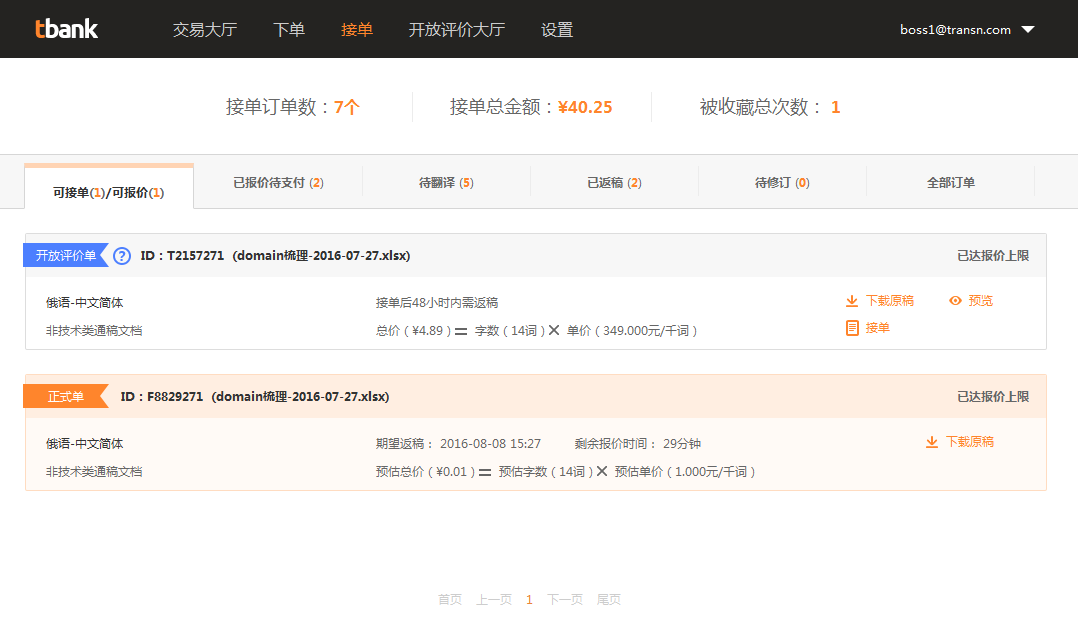 tbank 交易大厅 下单 接单 开放评价大厅 设置 boss1@transn.com
接单订单数：7个 接单总金额：¥40.25 被收藏总次数： 1
可接单(1)/可报价(1) 已报价待支付 (2) 待翻译 (5) 已返稿 (2) 待修订 (0) 全部订单
开放评价单 ? ID：T2157271 (domain梳理-2016-07-27.xlsx) 已达报价上限
俄语-中文简体 接单后48小时内需返稿 下载原稿 预览
非技术类通稿文档 总价 ( ¥4.89 ) = 字数 ( 14词 ) × 单价 ( 349.000元/千词 ) 接单
正式单 ID：F8829271 (domain梳理-2016-07-27.xlsx) 已达报价上限
俄语-中文简体 期望返稿： 2016-08-08 15:27 剩余报价时间： 29分钟 下载原稿
非技术类通稿文档 预估总价 ( ¥0.01 ) = 预估字数 ( 14词 ) × 预估单价 ( 1.000元/千词 )
首页 上一页 1 下一页 尾页